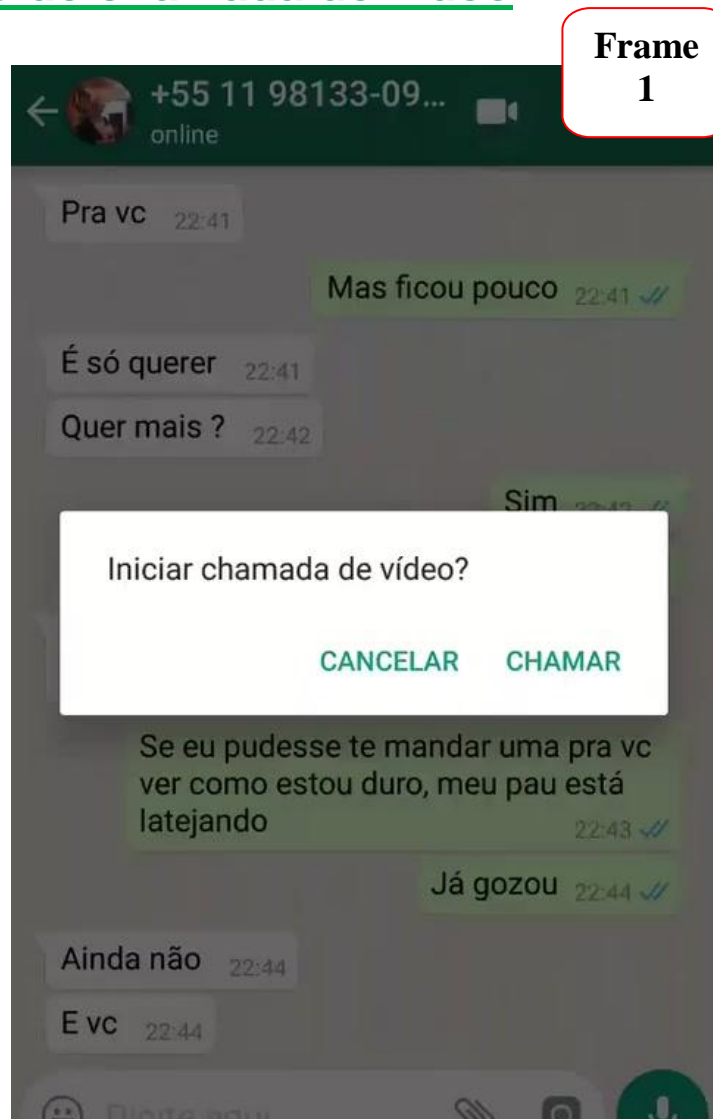 Frame
1
+55 11 98133-09...
online
Pra vc 22:41
Mas ficou pouco 22:41
É só querer 22:41
Quer mais ? 22:42
Sim
Iniciar chamada de vídeo?
CANCELAR CHAMAR
Se eu pudesse te mandar uma pra vc
ver como estou duro, meu pau está
latejando 22:43
Já gozou 22:44
Ainda não 22:44
E vc 22:44